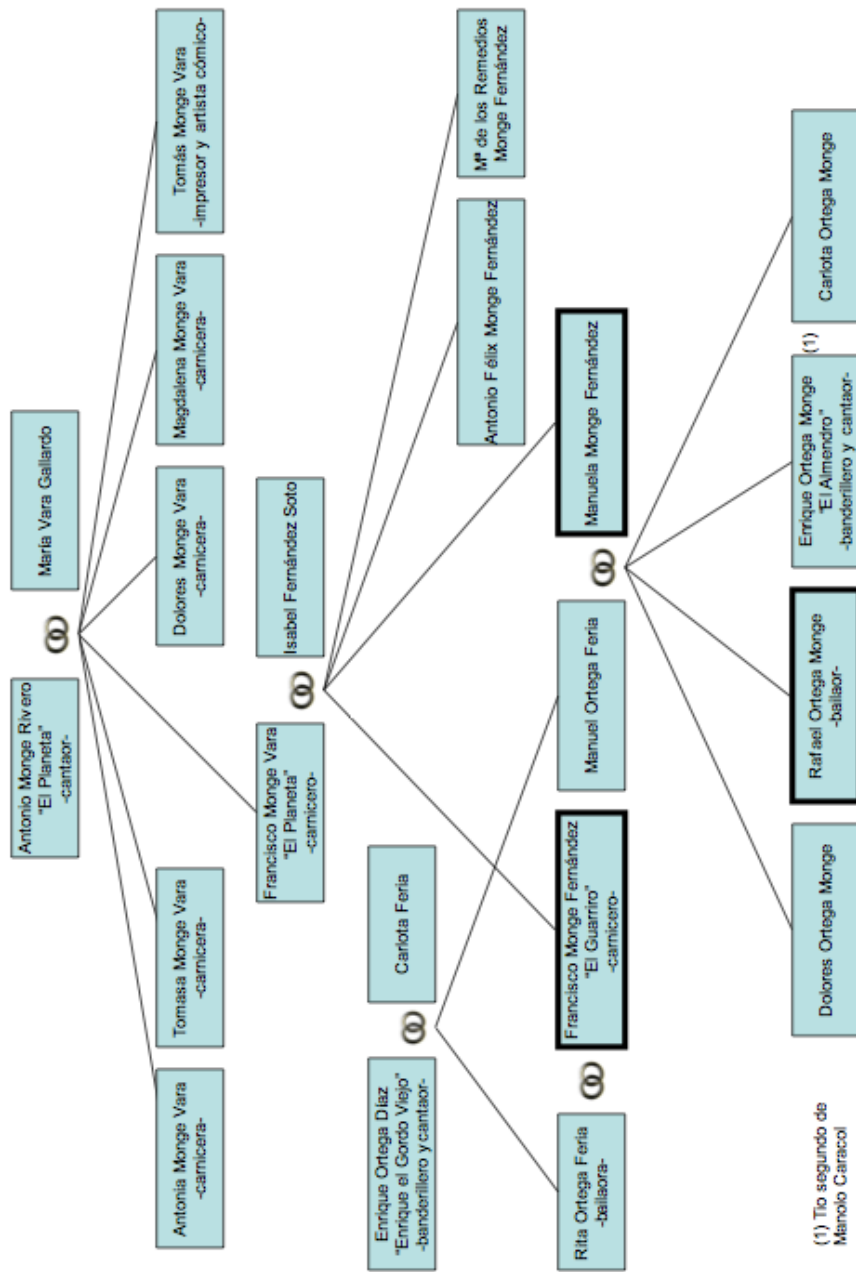 Antonio Monge Rivero
"El Planeta"
-cantaor-
María Vara Gallardo
Antonia Monge Vara
-carnicera-
Tomasa Monge Vara
-carnicera-
Dolores Monge Vara
-carnicera-
Magdalena Monge Vara
-carnicera-
Tomás Monge Vara
-impresor y artista cómico-
Francisco Monge Vara
"El Planeta"
-carnicero-
Isabel Fernández Soto
Enrique Ortega Díaz
"Enrique el Gordo Viejo"
-banderillero y cantaor-
Carlota Feria
Antonio Félix Monge Fernández
Mª de los Remedios
Monge Fernández
Rita Ortega Feria
-bailaora-
Francisco Monge Fernández
"El Guarriro"
-carnicero-
Manuel Ortega Feria
Manuela Monge Fernández
Dolores Ortega Monge
Rafael Ortega Monge
-bailaor-
Enrique Ortega Monge
"El Almendro"
-banderillero y cantaor-
(1)
Carlota Ortega Monge
(1) Tio segundo de
Manolo Caracol